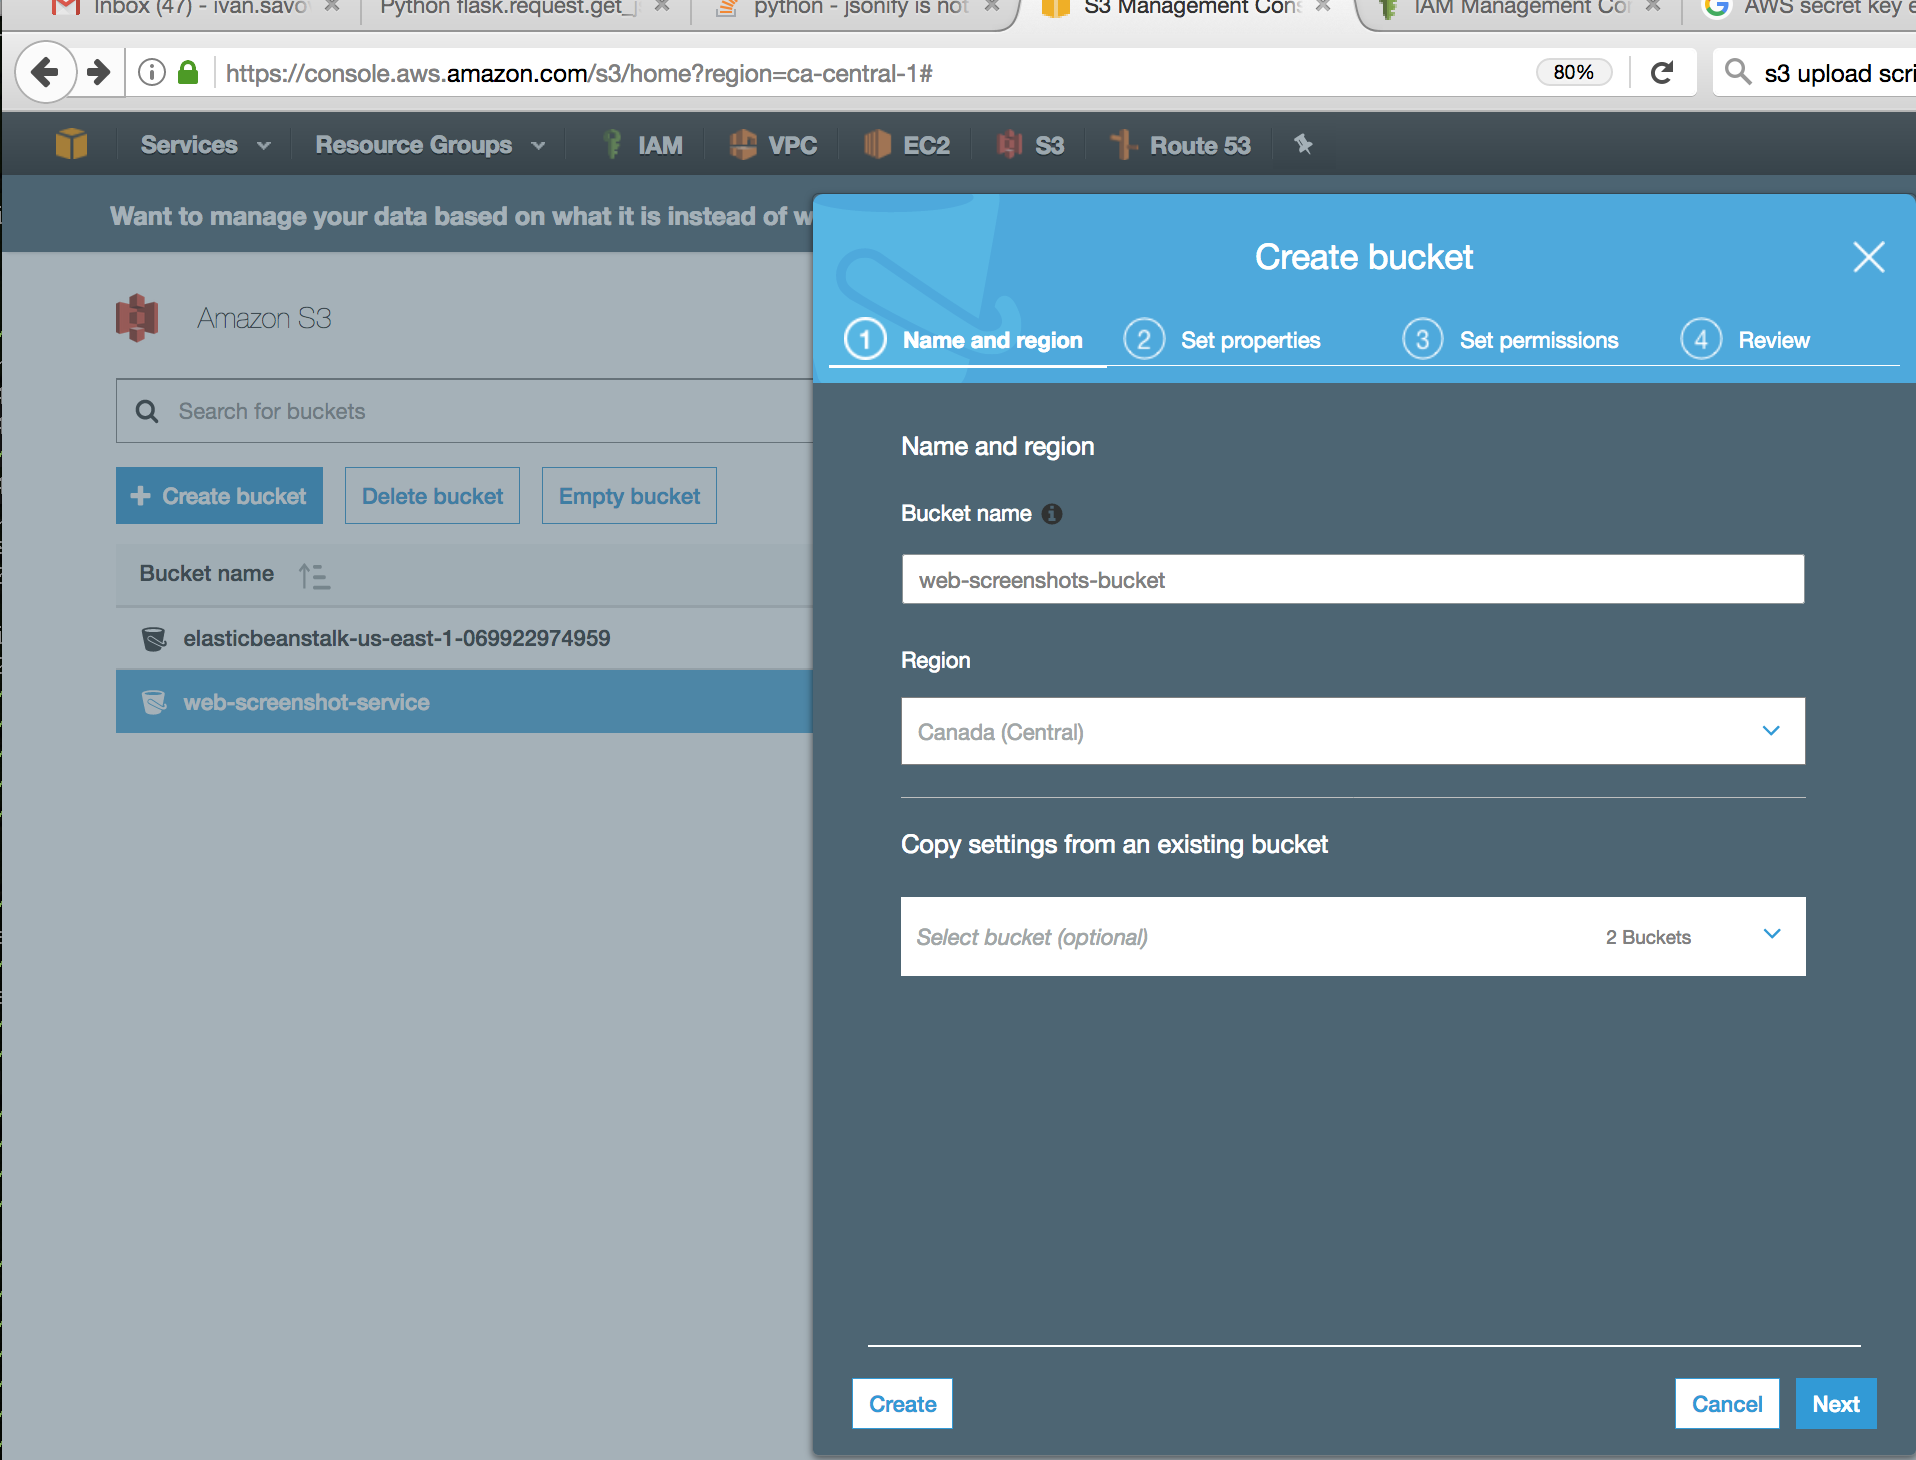 Inbox (47) - ivan.savo
Python flask.request.get_j
python - jsonify is not
S3 Management Cons
IAM Management Co
AWS secret key e
https://console.aws.amazon.com/s3/home?region=ca-central-1#
80%
s3 upload scri
Services
Resource Groups
IAM
VPC
EC2
S3
Route 53
Want to manage your data based on what it is instead of w
Amazon S3
Search for buckets
Create bucket
Delete bucket
Empty bucket
Bucket name
elasticbeanstalk-us-east-1-069922974959
web-screenshot-service
Create bucket
1 Name and region
2 Set properties
3 Set permissions
4 Review
Name and region
Bucket name
web-screenshots-bucket
Region
Canada (Central)
Copy settings from an existing bucket
Select bucket (optional)
2 Buckets
Create
Cancel
Next